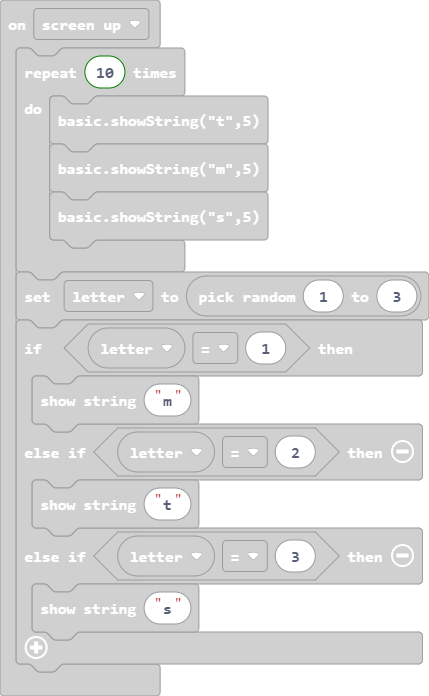 on screen up
repeat 10 times
do
basic.showString("t",5)
basic.showString("m",5)
basic.showString("s",5)
set letter to pick random 1 to 3
if letter = 1 then
show string "m"
else if letter = 2 then
show string "t"
else if letter = 3 then
show string "s"